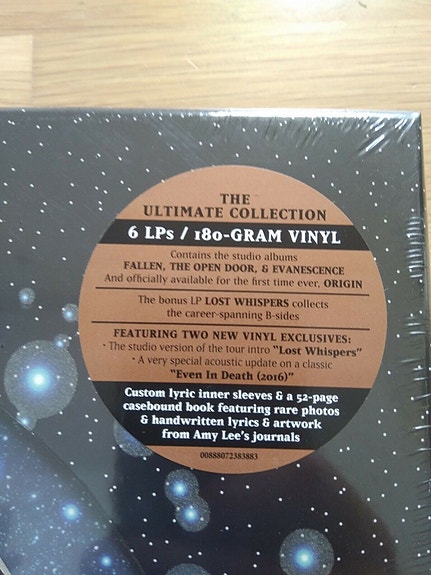 THE
ULTIMATE COLLECTION
6 LPs / 180-GRAM VINYL
Contains the studio albums
FALLEN, THE OPEN DOOR, & EVANESCENCE
And officially available for the first time ever, ORIGIN
The bonus LP LOST WHISPERS collects
the career-spanning B-sides
FEATURING TWO NEW VINYL EXCLUSIVES:
· The studio version of the tour intro "Lost Whispers"
· A very special acoustic update on a classic
"Even In Death (2016)"
Custom lyric inner sleeves & a 52-page
casebound book featuring rare photos
& handwritten lyrics & artwork
from Amy Lee's journals
00888072383883